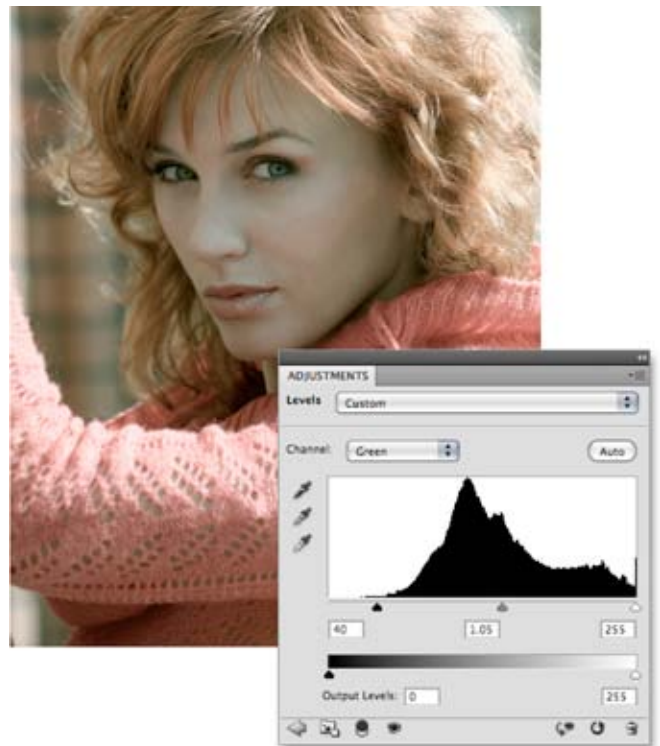 ADJUSTMENTS
Levels Custom
Channel: Green Auto
40 1.05 255
Output Levels: 0 255